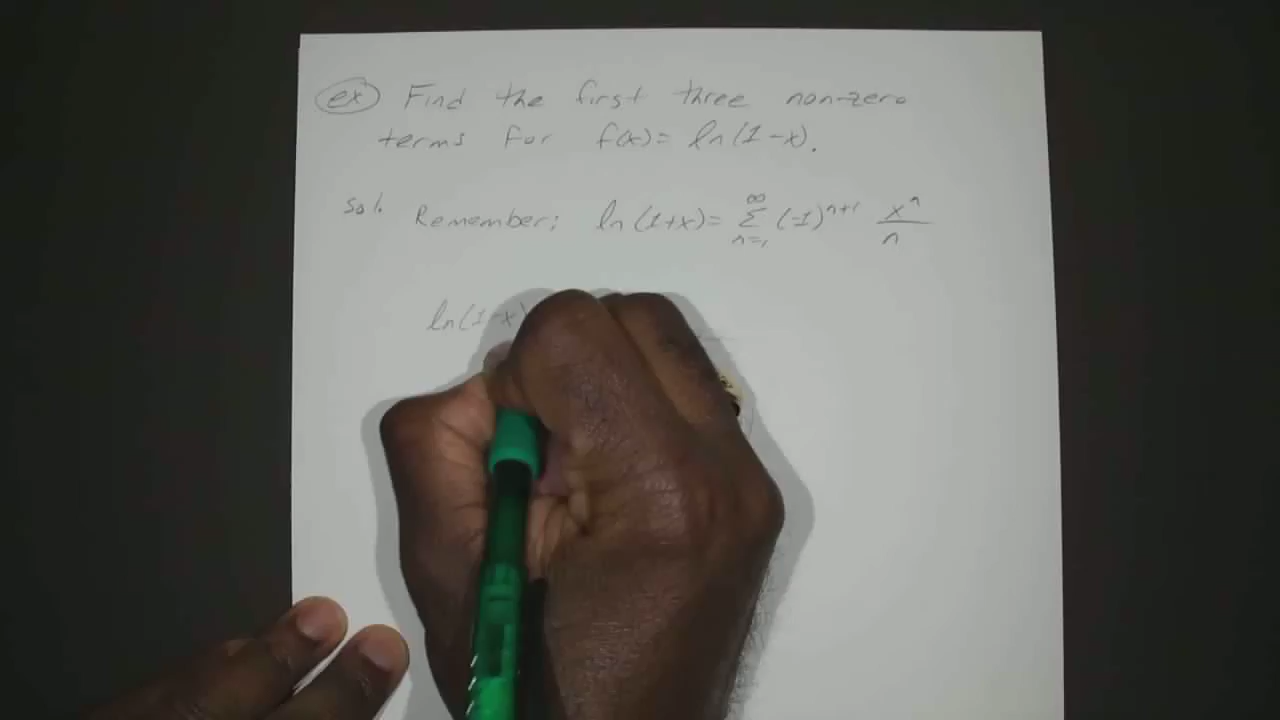 ex Find the first three non-zero
terms for f(x)= ln(1-x).
Sol. Remember: ln(1+x)= ∞∑n=1 (-1)^n+1 x^n/n
ln(1-x)